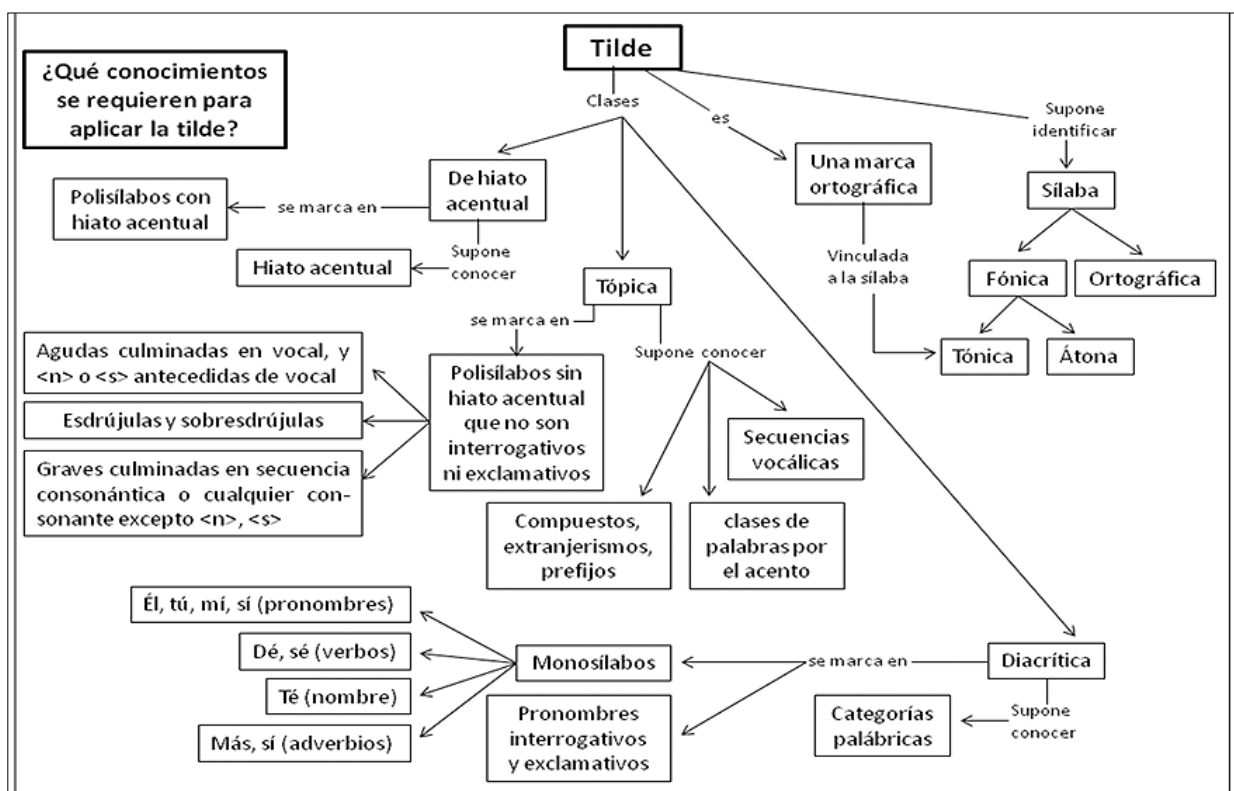 Tilde
¿Qué conocimientos
se requieren para
aplicar la tilde?
Clases
es
Supone
identificar
De hiato
acentual
se marca en
Polisílabos con
hiato acentual
Supone
conocer
Hiato acentual
Una marca
ortográfica
Vinculada
a la sílaba
Sílaba
Fónica
Ortográfica
Tónica
Átona
Tópica
se marca en
Supone conocer
Agudas culminadas en vocal, y
<n> o <s> antecedidas de vocal
Esdrújulas y sobresdrújulas
Graves culminadas en secuencia
consonántica o cualquier con-
sonante excepto <n>, <s>
Polisílabos sin
hiato acentual
que no son
interrogativos
ni exclamativos
Secuencias
vocálicas
Compuestos,
extranjerismos,
prefijos
clases de
palabras por
el acento
Él, tú, mí, sí (pronombres)
Dé, sé (verbos)
Té (nombre)
Más, sí (adverbios)
Monosílabos
Pronombres
interrogativos
y exclamativos
se marca en
Diacrítica
Supone
conocer
Categorías
palábricas